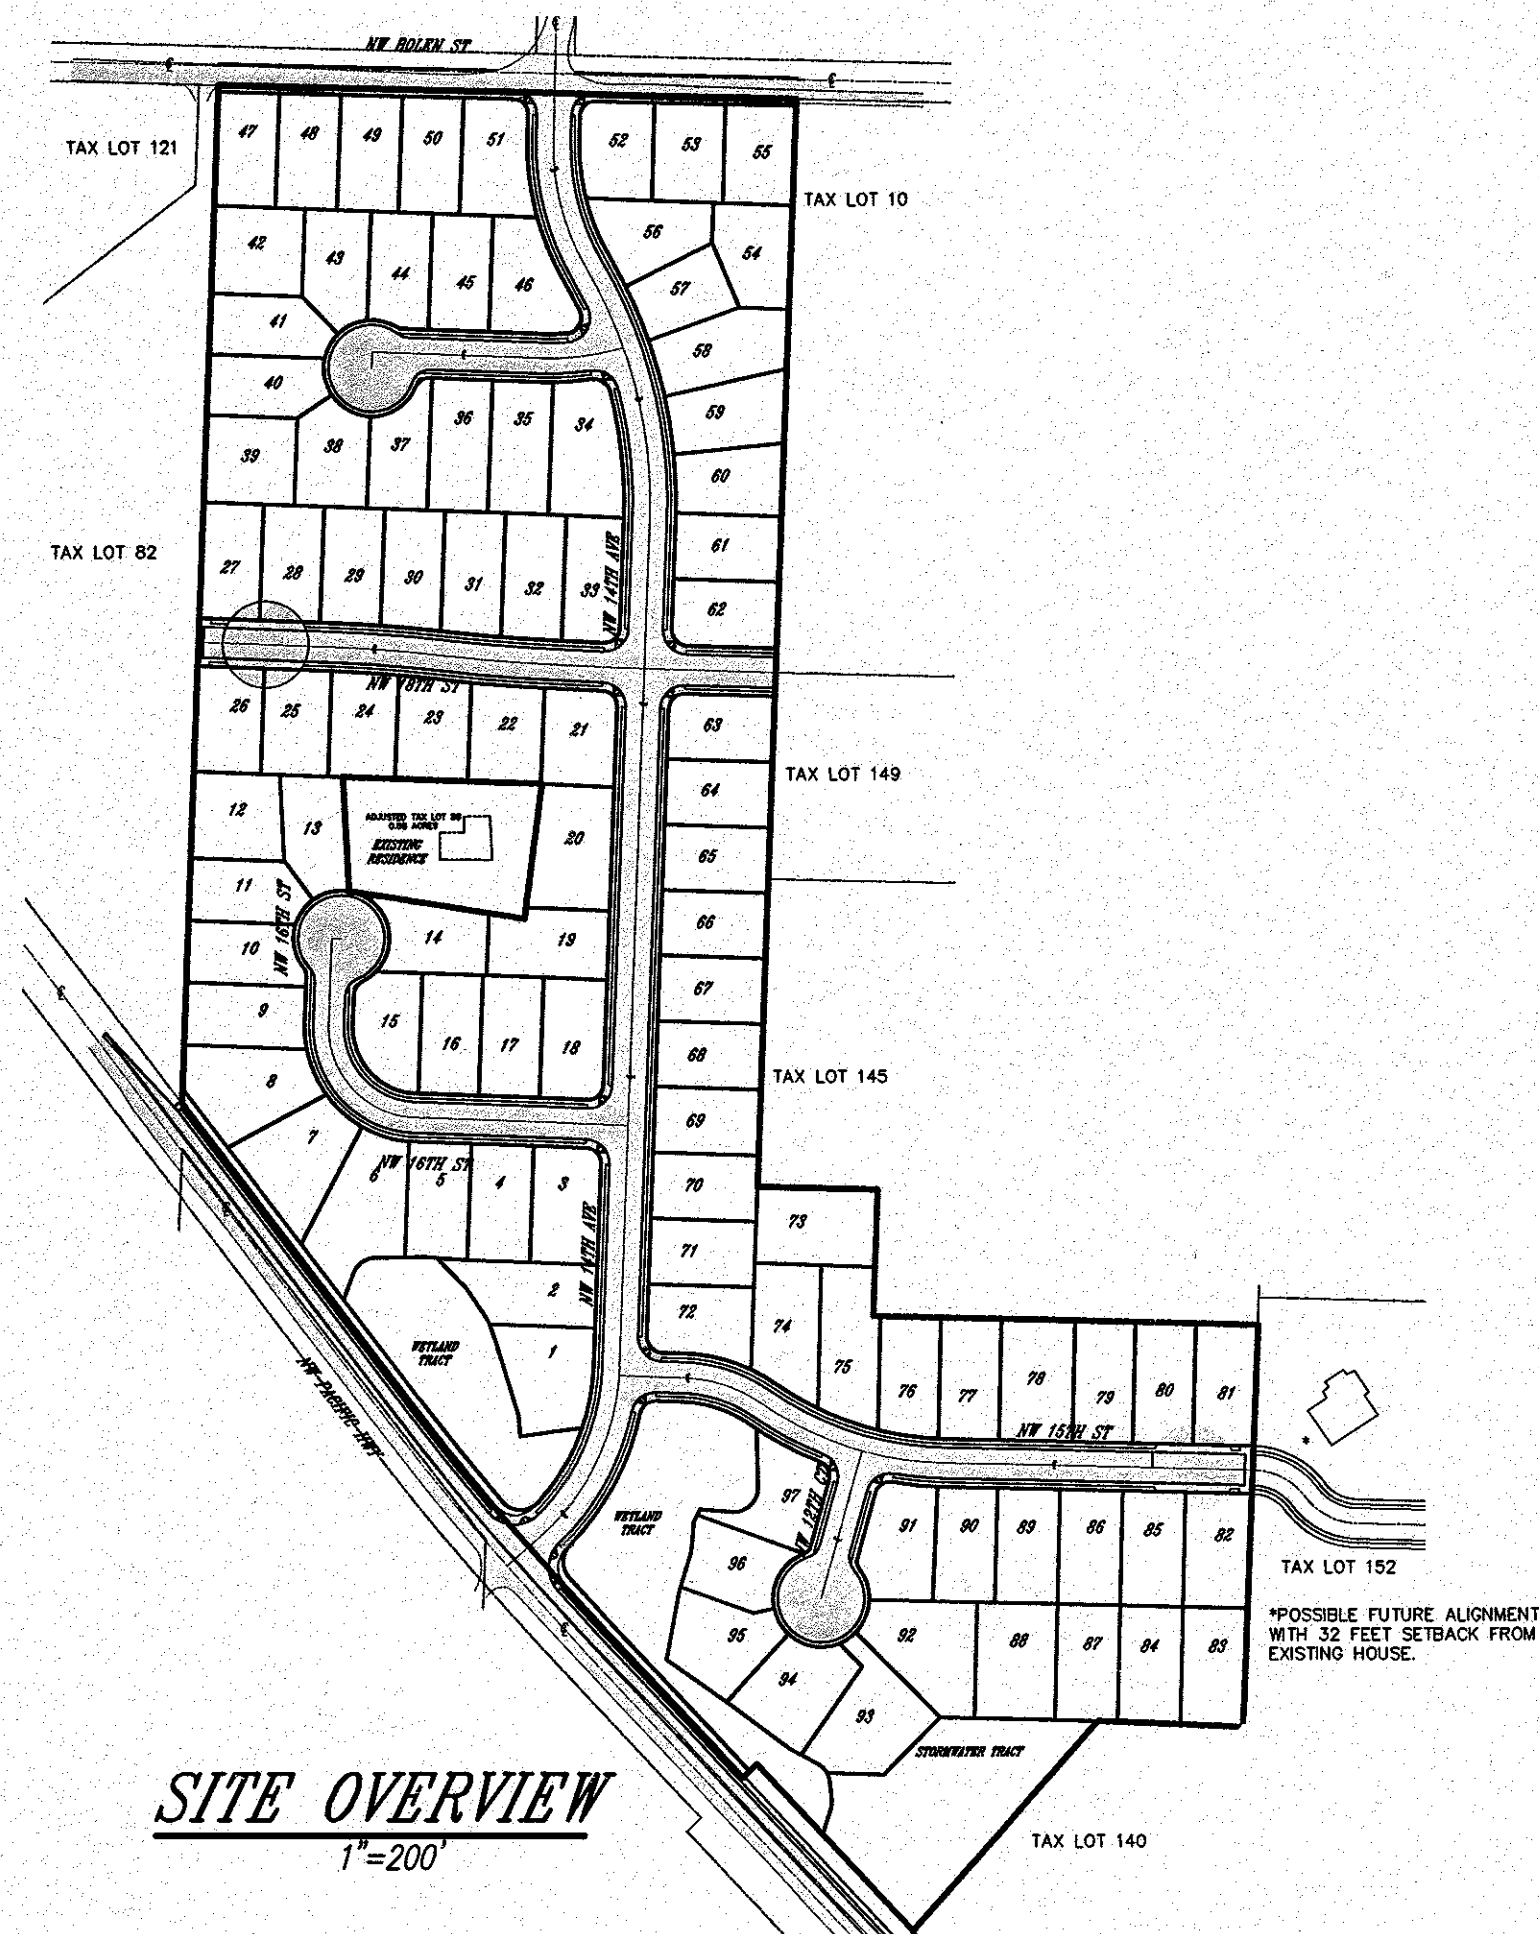 NW BOLEN ST
47 48 49 50 51 52 53 55
TAX LOT 121
TAX LOT 10
42 43 44 45 46 56 54
57
41
58
40
59
36 35 34
39 38 37
60
TAX LOT 82
27 28 29 30 31 32 33
NW 14TH AVE
61
62
NW 18TH ST
26 25 24 23 22 21
63
TAX LOT 149
64
12 13
ADJUSTED TAX LOT
ACRES
EXISTING
RESIDENCE
20
65
11
NW 16TH ST
66
10
14 19
67
9
15 16 17 18
68
TAX LOT 145
8
69
7
NW 16TH ST
6 5 4 3
70
73
NW 14TH AVE
71
2
72
WETLAND
TRACT
1
74
75
76 77 78 79 80 81
NW PACIFIC HWY
NW 15TH ST
97
NW 12TH CT
WETLAND
TRACT
91 90 89 86 85 82
*
96
TAX LOT 152
*POSSIBLE FUTURE ALIGNMENT
WITH 32 FEET SETBACK FROM
EXISTING HOUSE.
95
92 88 87 84 83
94
93
STORMWATER TRACT
SITE OVERVIEW
1"=200'
TAX LOT 140